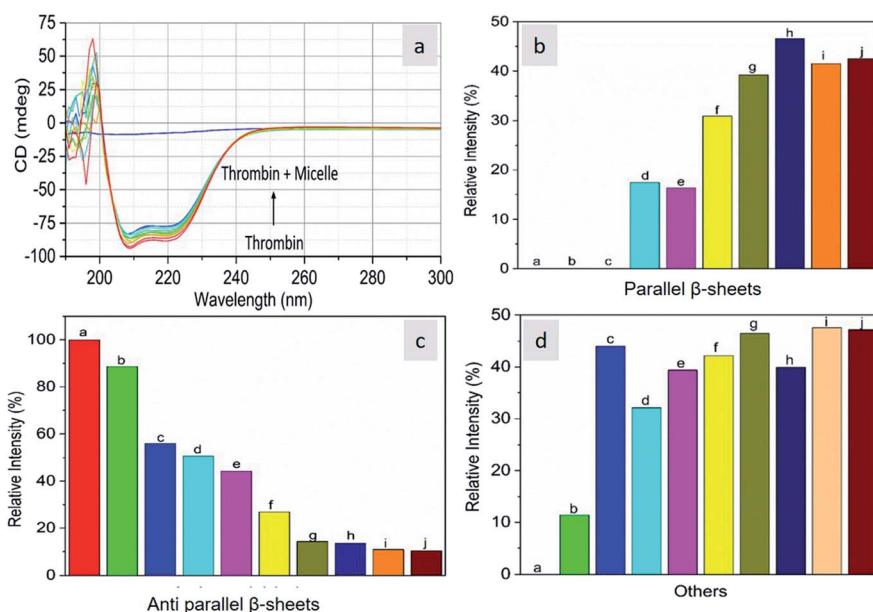 a
75
50
25
0
-25
-50
-75
-100
CD (mdeg)
Thrombin + Micelle
Thrombin
200 220 240 260 280 300
Wavelength (nm)
b
50
40
30
20
10
0
Relative Intensity (%)
a b c d e f g h i j
Parallel β-sheets
c
100
80
60
40
20
0
Relative Intensity (%)
a b c d e f g h i j
Anti parallel β-sheets
d
50
40
30
20
10
0
Relative Intensity (%)
a b c d e f g h i j
Others